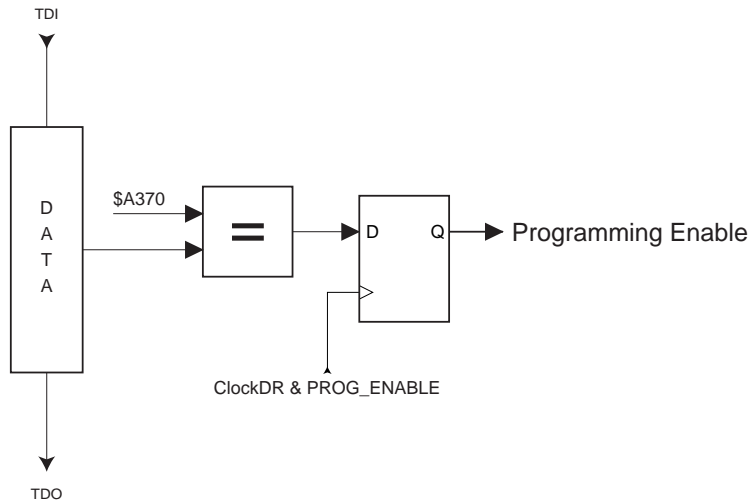 TDI
D
A
T
A
$A370
=
D
Q
Programming Enable
ClockDR & PROG_ENABLE
TDO